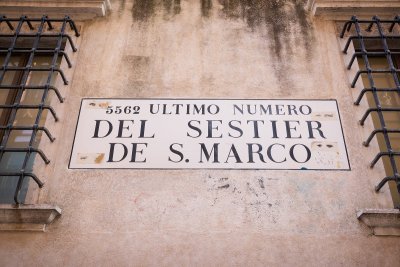 5562 ULTIMO NUMERO
DEL SESTIER
DE S. MARCO